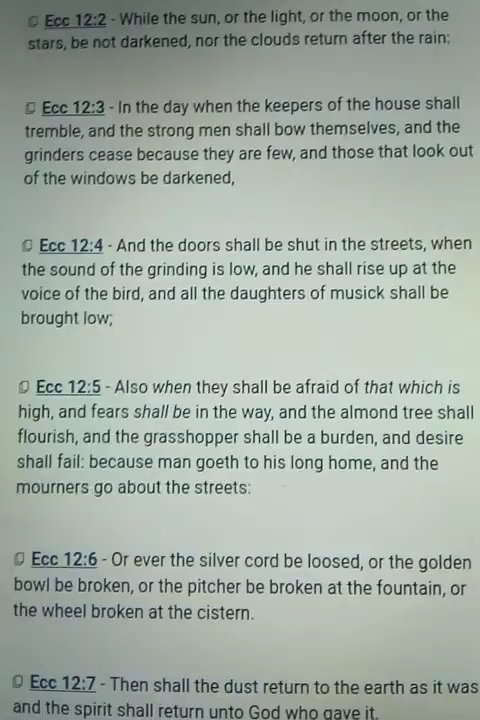 Ecc 12:2 - While the sun, or the light, or the moon, or the
stars, be not darkened, nor the clouds return after the rain:
Ecc 12:3 - In the day when the keepers of the house shall
tremble, and the strong men shall bow themselves, and the
grinders cease because they are few, and those that look out
of the windows be darkened,
Ecc 12:4 - And the doors shall be shut in the streets, when
the sound of the grinding is low, and he shall rise up at the
voice of the bird, and all the daughters of musick shall be
brought low;
Ecc 12:5 - Also when they shall be afraid of that which is
high, and fears shall be in the way, and the almond tree shall
flourish, and the grasshopper shall be a burden, and desire
shall fail: because man goeth to his long home, and the
mourners go about the streets:
Ecc 12:6 - Or ever the silver cord be loosed, or the golden
bowl be broken, or the pitcher be broken at the fountain, or
the wheel broken at the cistern.
Ecc 12:7 - Then shall the dust return to the earth as it was
and the spirit shall return unto God who gave it.